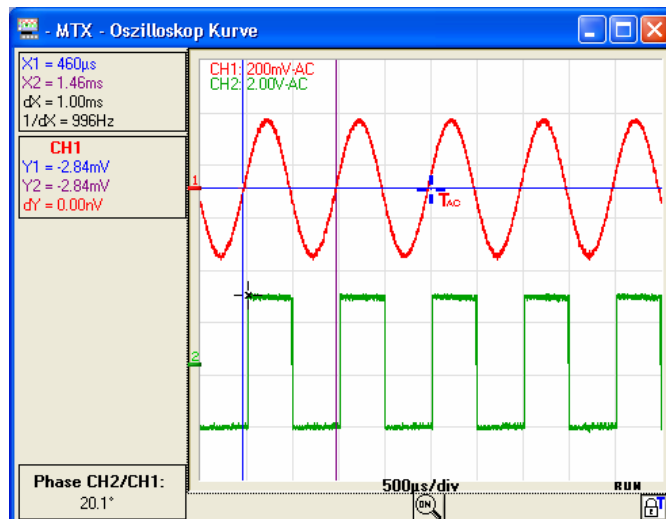 - MTX - Oszilloskop Kurve
X1 = 460µs
X2 = 1.46ms
dX = 1.00ms
1/dX = 996Hz
CH1
Y1 = -2.84mV
Y2 = -2.84mV
dY = 0.00nV
CH1: 200mV-AC
CH2: 2.00V-AC
1
TAC
2
Phase CH2/CH1:
20.1°
500µs/div
RUN
ON
T